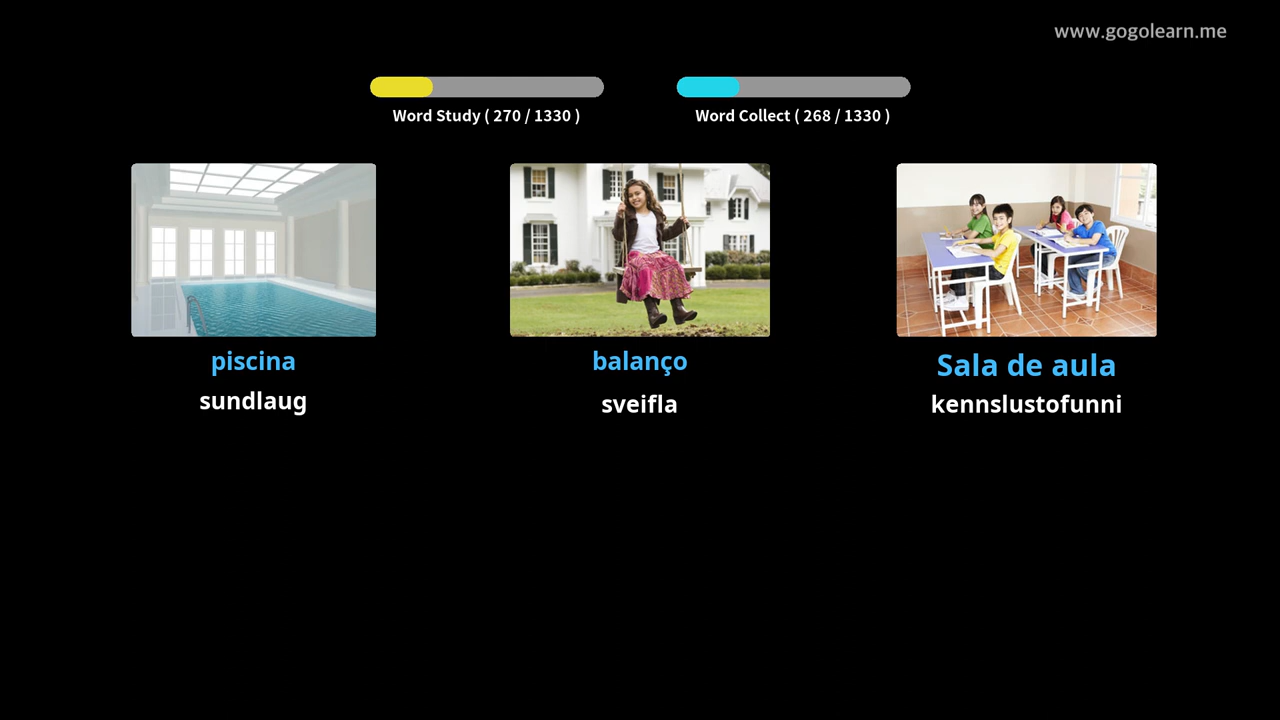 www.gogolearn.me
Word Study ( 270 / 1330 )
Word Collect ( 268 / 1330 )
piscina
sundlaug
balanço
sveifla
Sala de aula
kennslustofunni